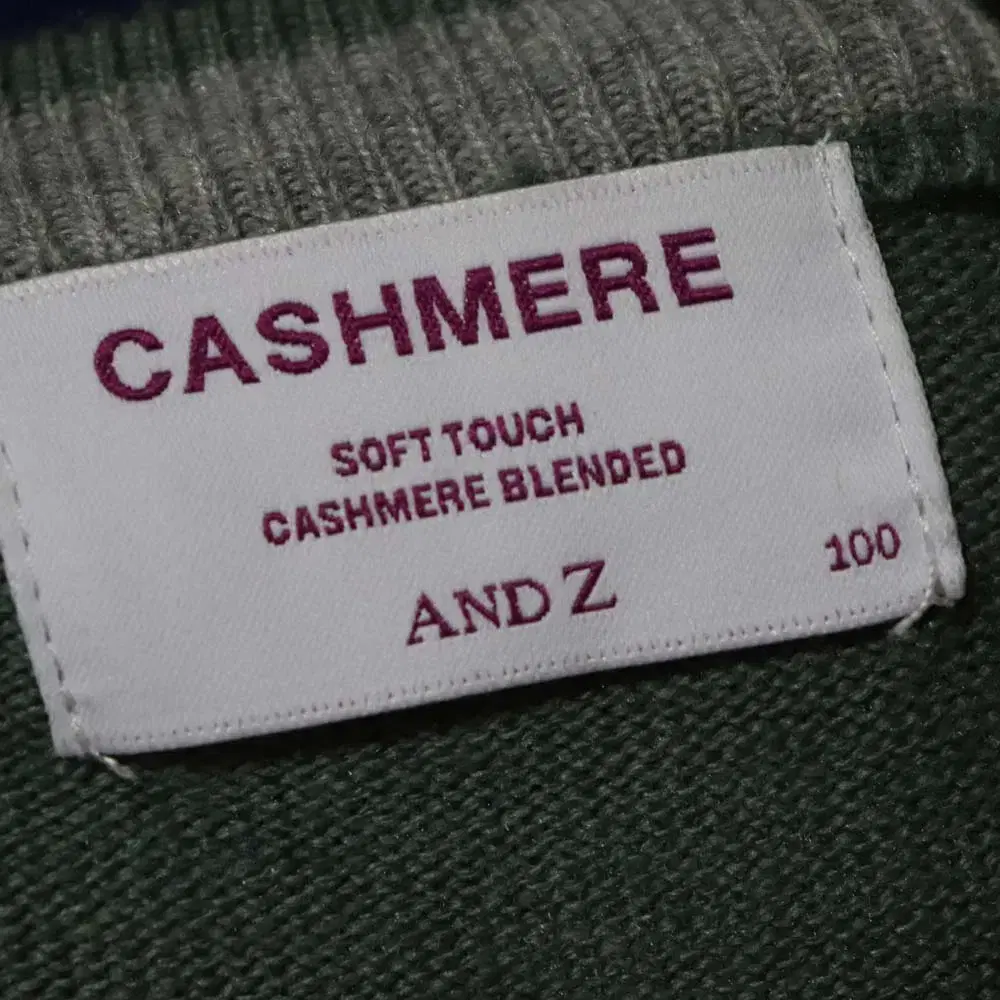 CASHMERE
SOFT TOUCH
CASHMERE BLENDED
100
AND Z